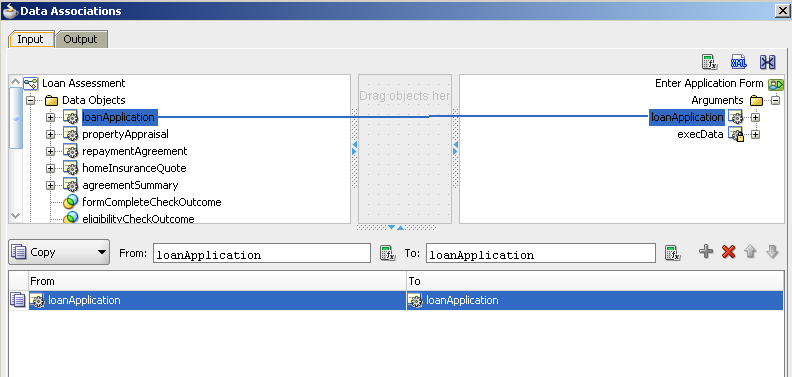 Data Associations
Input Output
Loan Assessment
Data Objects
loanApplication
propertyAppraisal
repaymentAgreement
homeInsuranceQuote
agreementSummary
formCompleteCheckOutcome
eligibilityCheckOutcome
Drag objects her
Enter Application Form
Arguments
loanApplication
execData
Copy From: loanApplication To: loanApplication
From To
loanApplication loanApplication